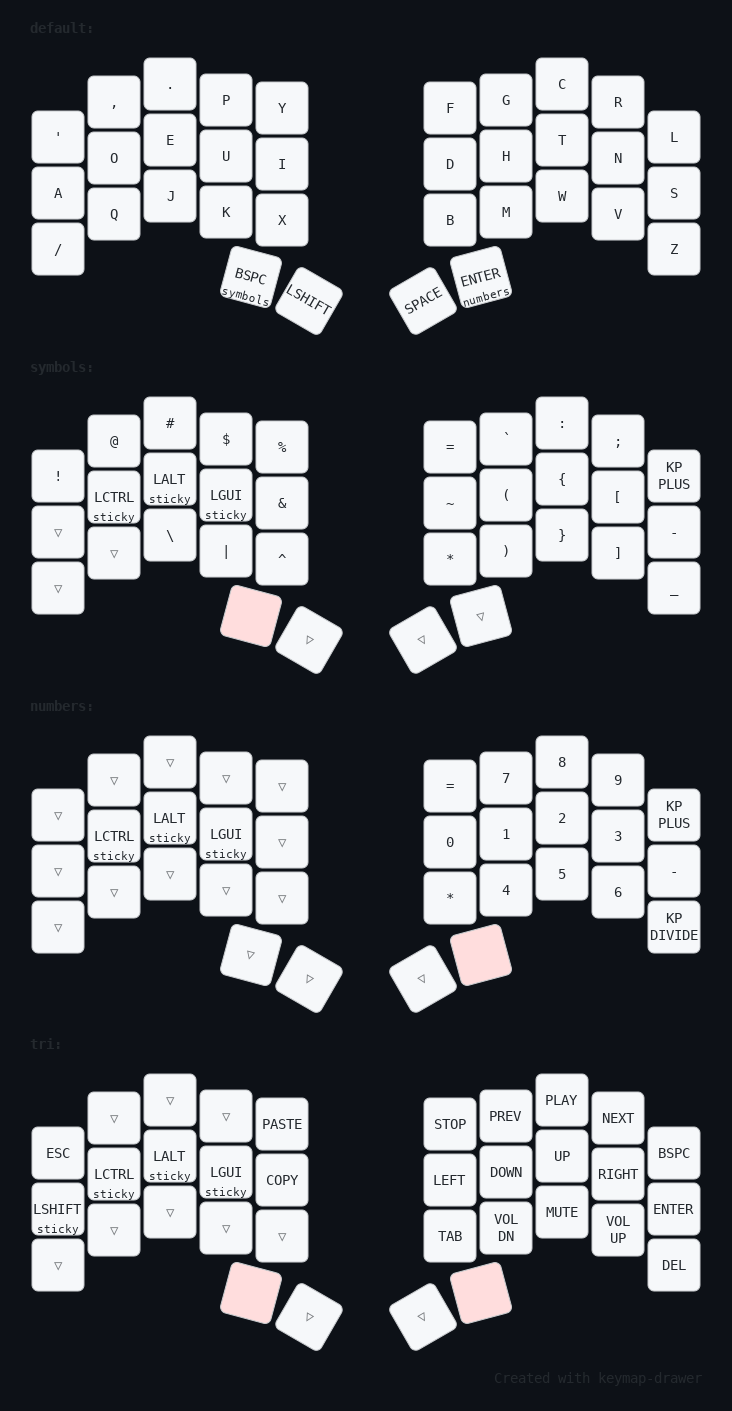 default:
' , . P Y F G C R L
A O E U I D H T N S
/ Q J K X B M W V Z
BSPC LSHIFT SPACE ENTER
symbols numbers
symbols:
! @ # $ % = ` : ; KP PLUS
▽ LCTRL sticky LALT sticky LGUI sticky & ~ ( { [ -
▽ ▽ \ | ^ * ) } ] _
▷ ◁ ▽
numbers:
▽ ▽ ▽ ▽ ▽ = 7 8 9 KP PLUS
▽ LCTRL sticky LALT sticky LGUI sticky ▽ 0 1 2 3 -
▽ ▽ ▽ ▽ ▽ * 4 5 6 KP DIVIDE
▽ ▷ ◁
tri:
ESC ▽ ▽ ▽ PASTE STOP PREV PLAY NEXT BSPC
LSHIFT sticky LCTRL sticky LALT sticky LGUI sticky COPY LEFT DOWN UP RIGHT ENTER
▽ ▽ ▽ ▽ ▽ TAB VOL DN MUTE VOL UP DEL
▷ ◁
Created with keymap-drawer